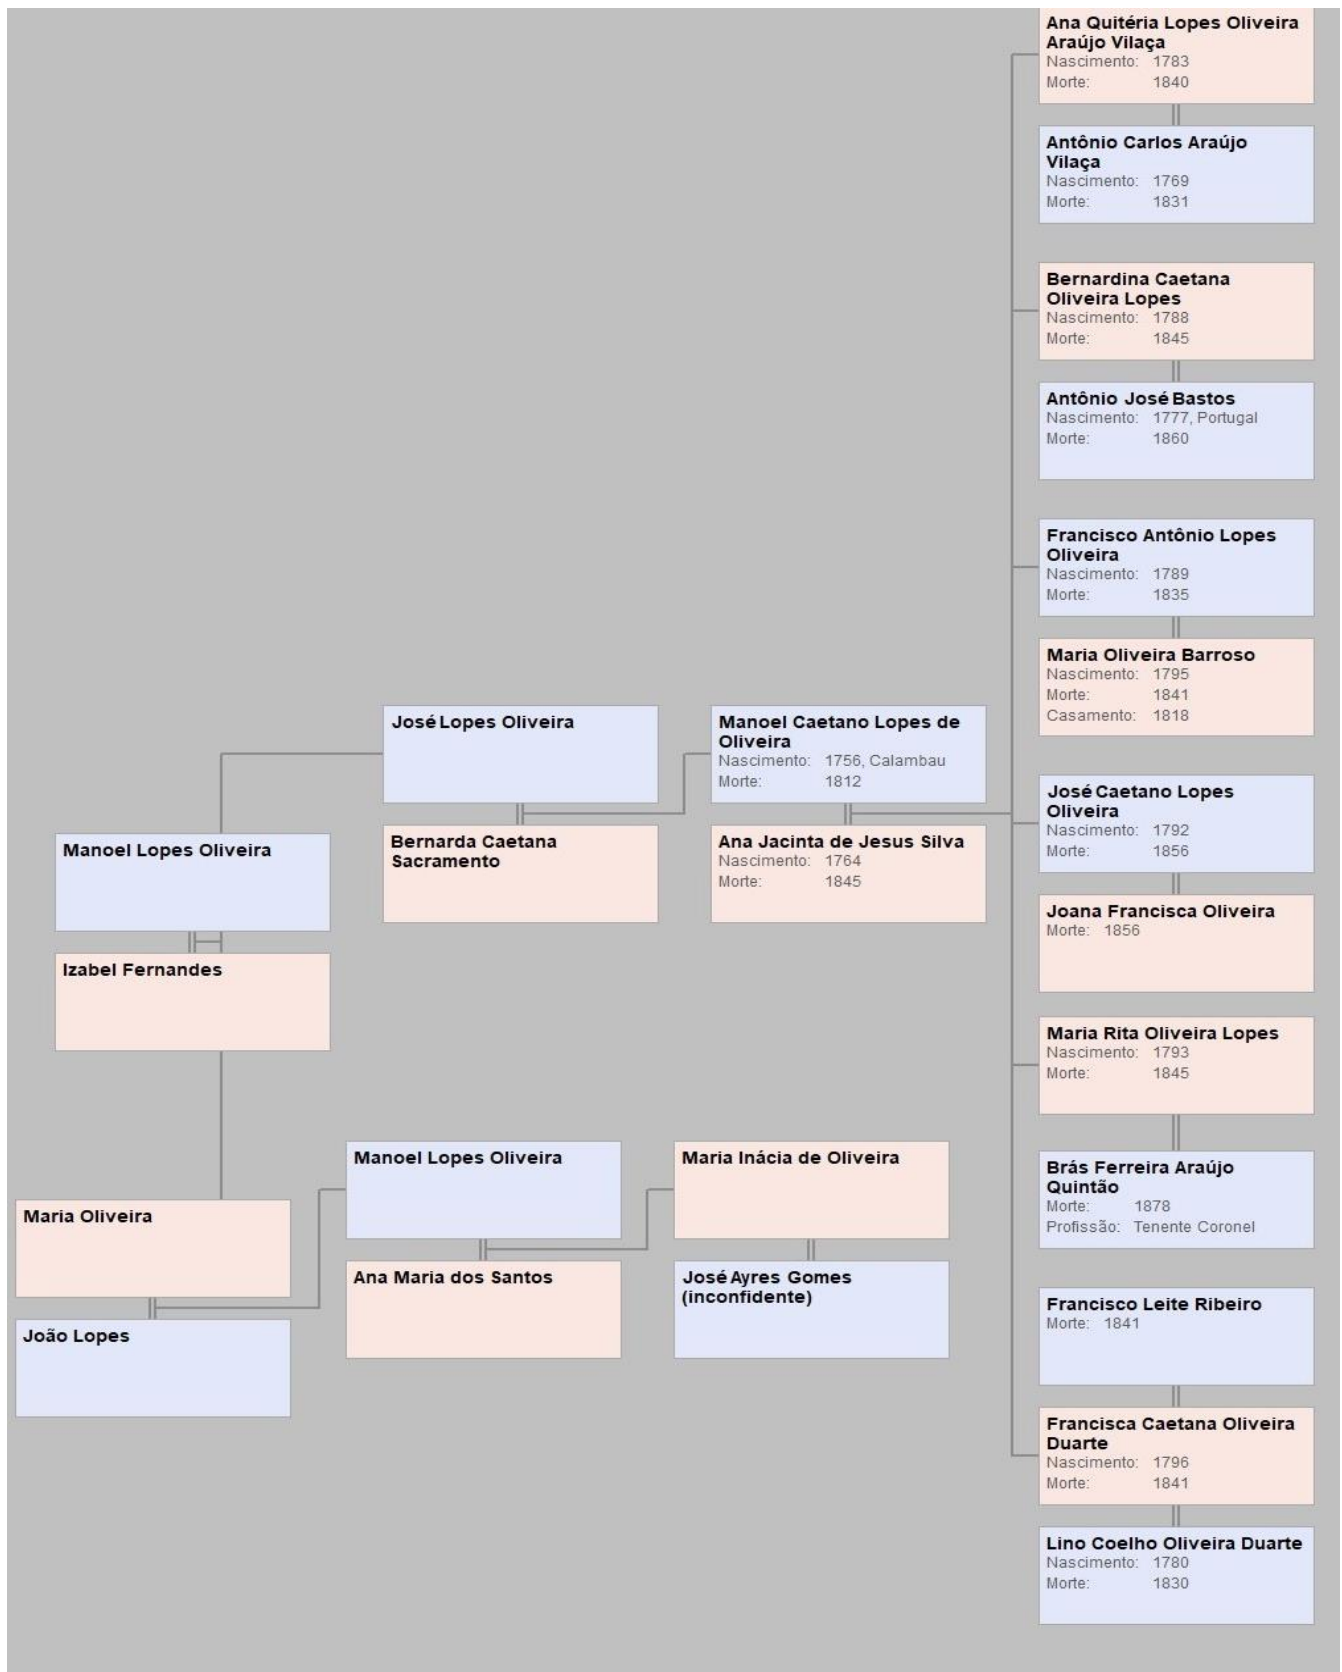 Ana Quitéria Lopes Oliveira
Araújo Vilaça
Nascimento: 1783
Morte: 1840
Antônio Carlos Araújo
Vilaça
Nascimento: 1769
Morte: 1831
Bernardina Caetana
Oliveira Lopes
Nascimento: 1788
Morte: 1845
Antônio José Bastos
Nascimento: 1777, Portugal
Morte: 1860
Francisco Antônio Lopes
Oliveira
Nascimento: 1789
Morte: 1835
Maria Oliveira Barroso
Nascimento: 1795
Morte: 1841
Casamento: 1818
José Lopes Oliveira
Bernarda Caetana
Sacramento
Manoel Caetano Lopes de
Oliveira
Nascimento: 1756, Calambau
Morte: 1812
Ana Jacinta de Jesus Silva
Nascimento: 1764
Morte: 1845
José Caetano Lopes
Oliveira
Nascimento: 1792
Morte: 1856
Joana Francisca Oliveira
Morte: 1856
Manoel Lopes Oliveira
Izabel Fernandes
Maria Rita Oliveira Lopes
Nascimento: 1793
Morte: 1845
Brás Ferreira Araújo
Quintão
Morte: 1878
Profissão: Tenente Coronel
Maria Oliveira
João Lopes
Manoel Lopes Oliveira
Ana Maria dos Santos
Maria Inácia de Oliveira
José Ayres Gomes
(inconfidente)
Francisco Leite Ribeiro
Morte: 1841
Francisca Caetana Oliveira
Duarte
Nascimento: 1796
Morte: 1841
Lino Coelho Oliveira Duarte
Nascimento: 1780
Morte: 1830